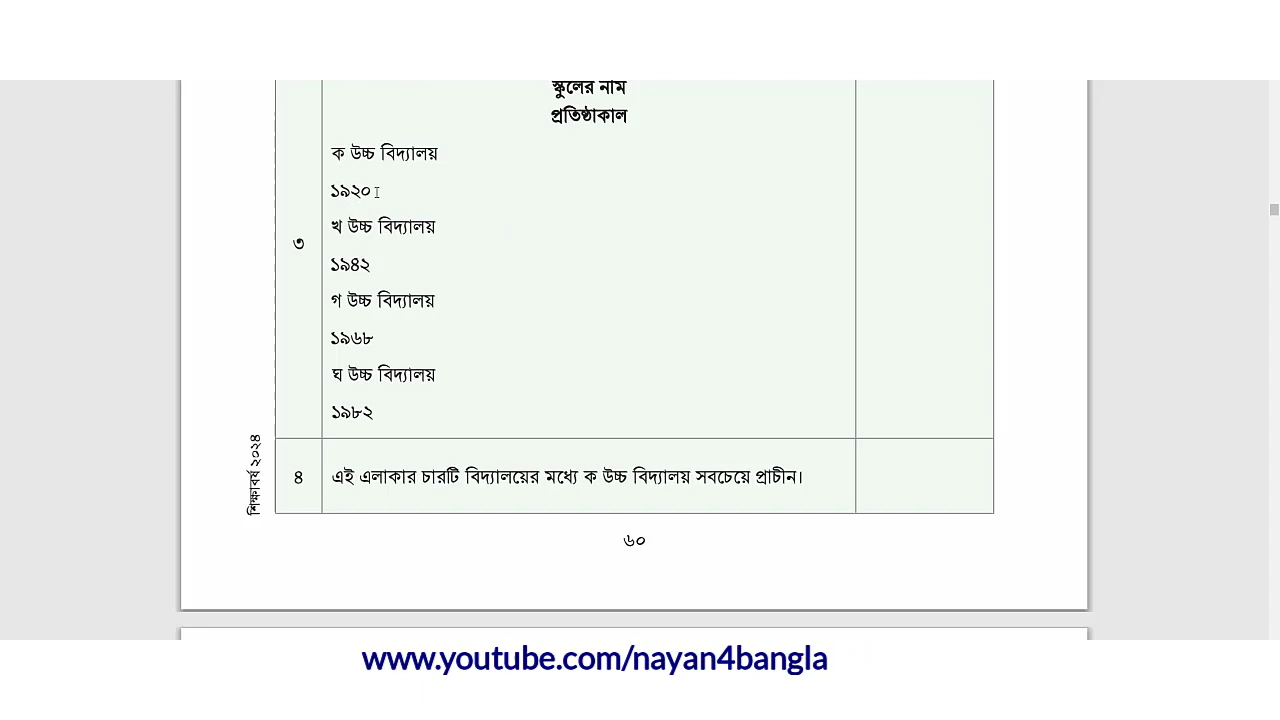 স্কুলের নাম
প্রতিষ্ঠাকাল
ক উচ্চ বিদ্যালয়
১৯২০
খ উচ্চ বিদ্যালয়
১৯৪২
৩
গ উচ্চ বিদ্যালয়
১৯৬৮
ঘ উচ্চ বিদ্যালয়
১৯৮২
৪ এই এলাকার চারটি বিদ্যালয়ের মধ্যে ক উচ্চ বিদ্যালয় সবচেয়ে প্রাচীন।
শিক্ষাবর্ষ ২০২৪
৬০
www.youtube.com/nayan4bangla